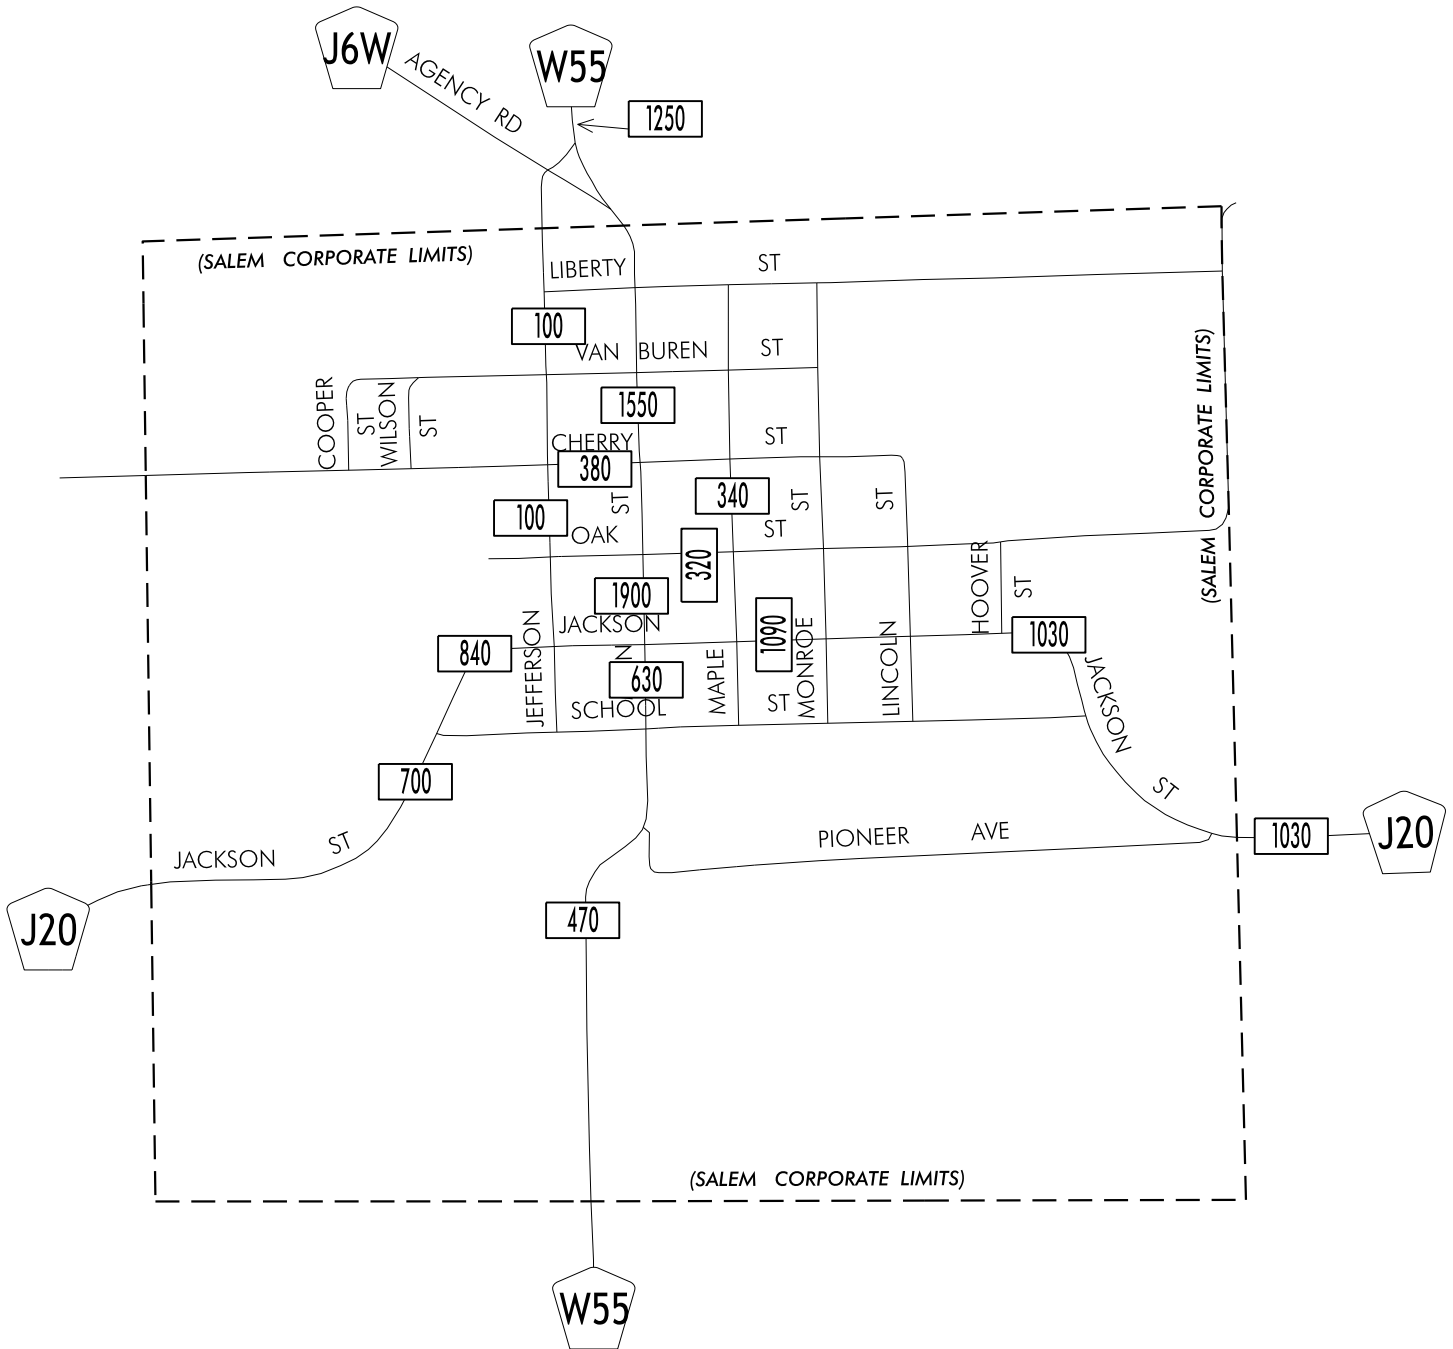 J6W
W55
AGENCY RD
1250
(SALEM CORPORATE LIMITS)
LIBERTY ST
100
VAN BUREN ST
(SALEM CORPORATE LIMITS)
COOPER ST
WILSON ST
1550
CHERRY ST
380
340
100
ST
ST
ST
OAK ST
320
HOOVER ST
1900
JACKSON
1090
1030
840
JEFFERSON
N
630
MAPLE
MONROE
LINCOLN
SCHOOL ST
JACKSON ST
700
JACKSON ST
PIONEER AVE
1030
J20
J20
470
(SALEM CORPORATE LIMITS)
W55